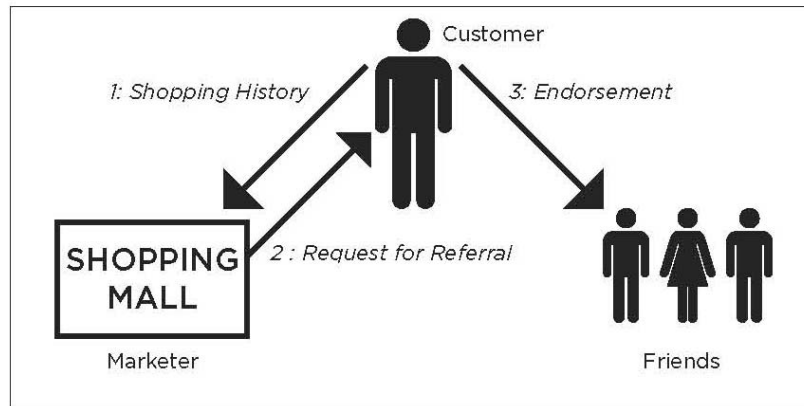 Customer
1: Shopping History
3: Endorsement
SHOPPING
MALL
2 : Request for Referral
Marketer
Friends